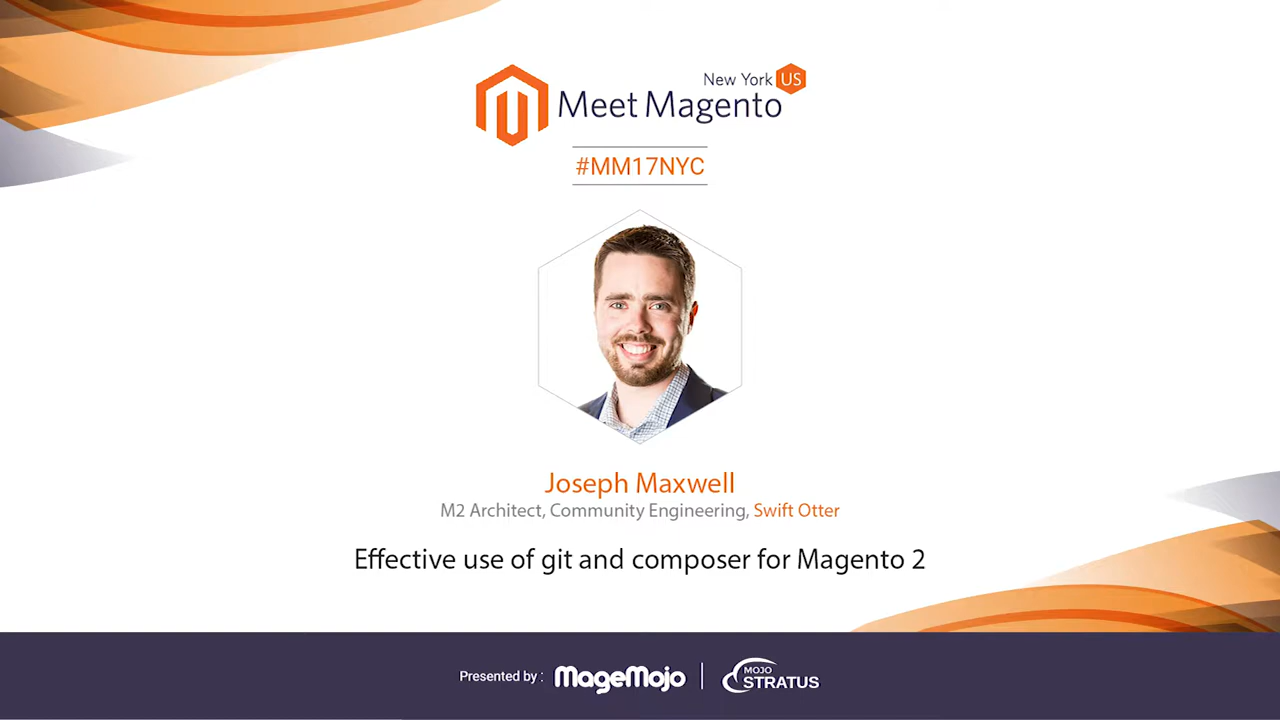 New York US
Meet Magento
#MM17NYC
Joseph Maxwell
M2 Architect, Community Engineering, Swift Otter
Effective use of git and composer for Magento 2
Presented by : MageMojo | MOJO STRATUS